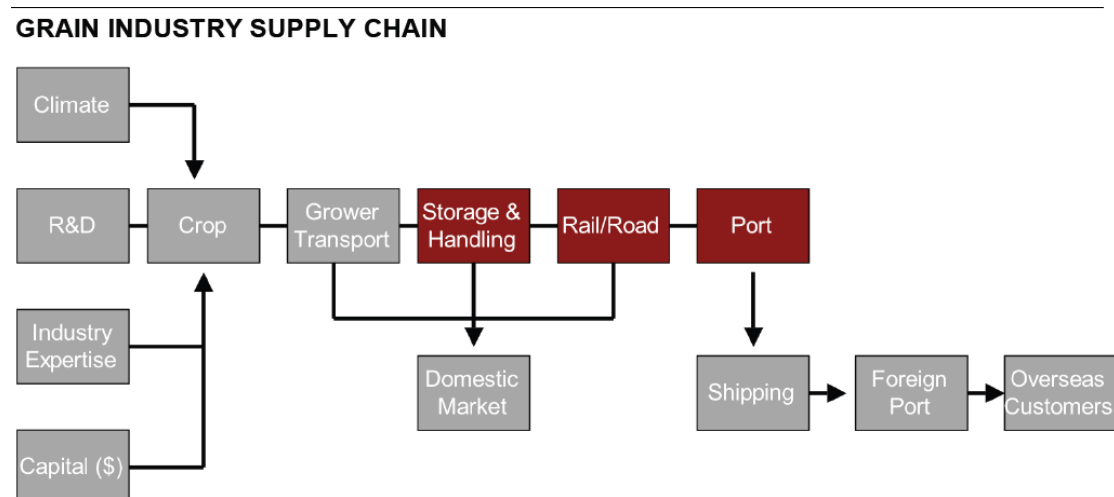 GRAIN INDUSTRY SUPPLY CHAIN
Climate
R&D
Crop
Grower
Transport
Storage &
Handling
Rail/Road
Port
Industry
Expertise
Domestic
Market
Shipping
Foreign
Port
Overseas
Customers
Capital ($)